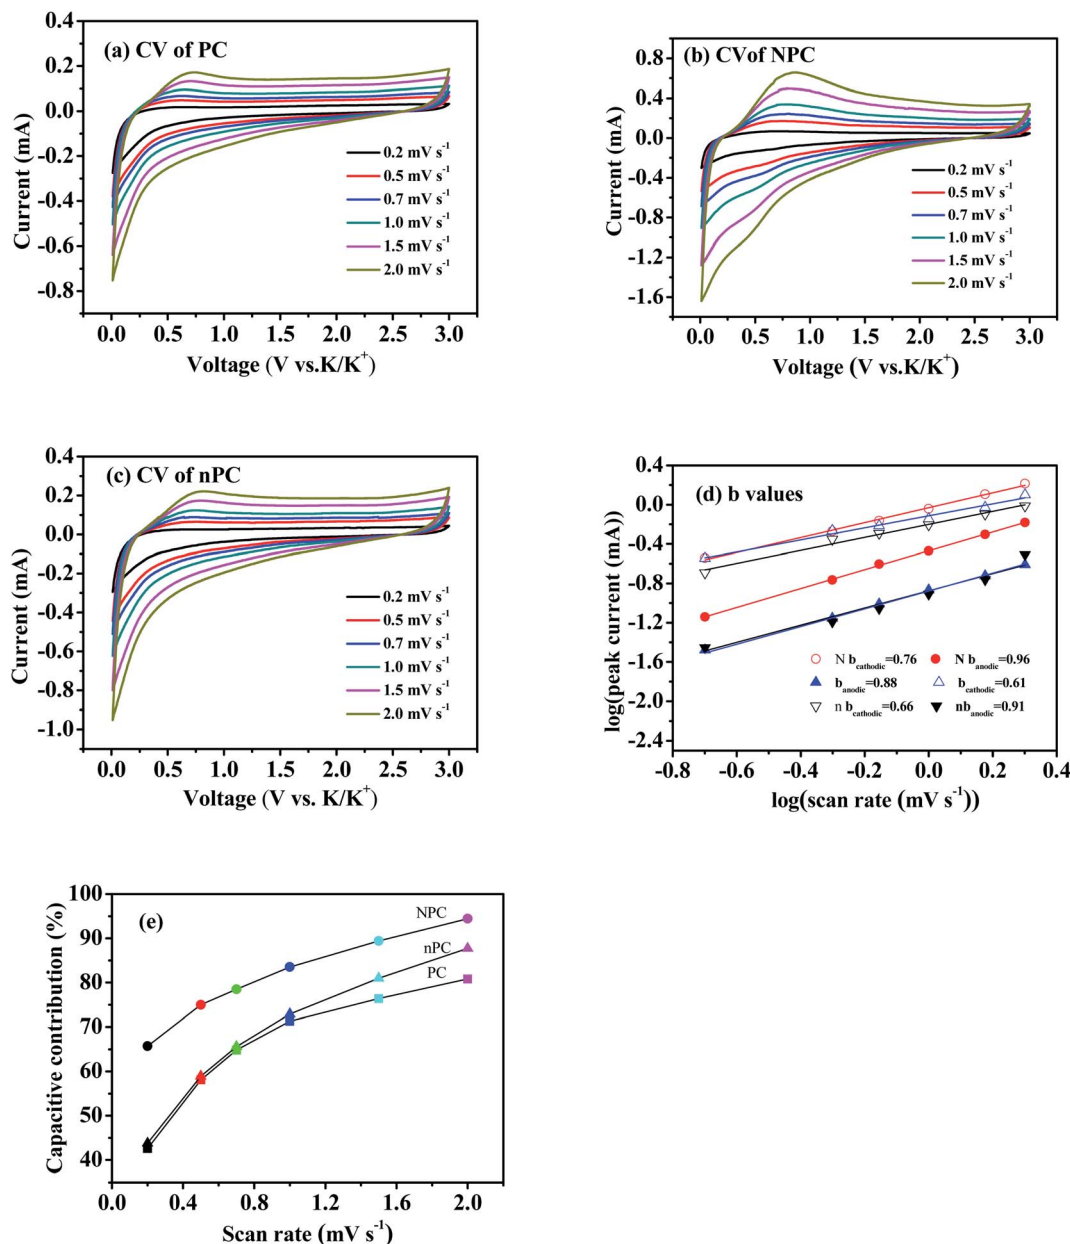 (a) CV of PC
0.4
0.2
0.0
-0.2
-0.4
-0.6
-0.8
Current (mA)
0.2 mV s⁻¹
0.5 mV s⁻¹
0.7 mV s⁻¹
1.0 mV s⁻¹
1.5 mV s⁻¹
2.0 mV s⁻¹
0.0 0.5 1.0 1.5 2.0 2.5 3.0
Voltage (V vs.K/K⁺)
(b) CVof NPC
0.8
0.4
0.0
-0.4
-0.8
-1.2
-1.6
Current (mA)
0.2 mV s⁻¹
0.5 mV s⁻¹
0.7 mV s⁻¹
1.0 mV s⁻¹
1.5 mV s⁻¹
2.0 mV s⁻¹
0.0 0.5 1.0 1.5 2.0 2.5 3.0
Voltage (V vs.K/K⁺)
(c) CV of nPC
0.4
0.2
0.0
-0.2
-0.4
-0.6
-0.8
-1.0
Current (mA)
0.2 mV s⁻¹
0.5 mV s⁻¹
0.7 mV s⁻¹
1.0 mV s⁻¹
1.5 mV s⁻¹
2.0 mV s⁻¹
0.0 0.5 1.0 1.5 2.0 2.5 3.0
Voltage (V vs. K/K⁺)
(d) b values
0.4
0.0
-0.4
-0.8
-1.2
-1.6
-2.0
-2.4
log(peak current (mA))
N b cathodic=0.76 N b anodic=0.96
b anodic=0.88 b cathodic=0.61
n b cathodic=0.66 nb anodic=0.91
-0.8 -0.6 -0.4 -0.2 0.0 0.2 0.4
log(scan rate (mV s⁻¹))
(e)
100
90
80
70
60
50
40
Capacitive contribution (%)
NPC
nPC
PC
0.0 0.4 0.8 1.2 1.6 2.0
Scan rate (mV s⁻¹)